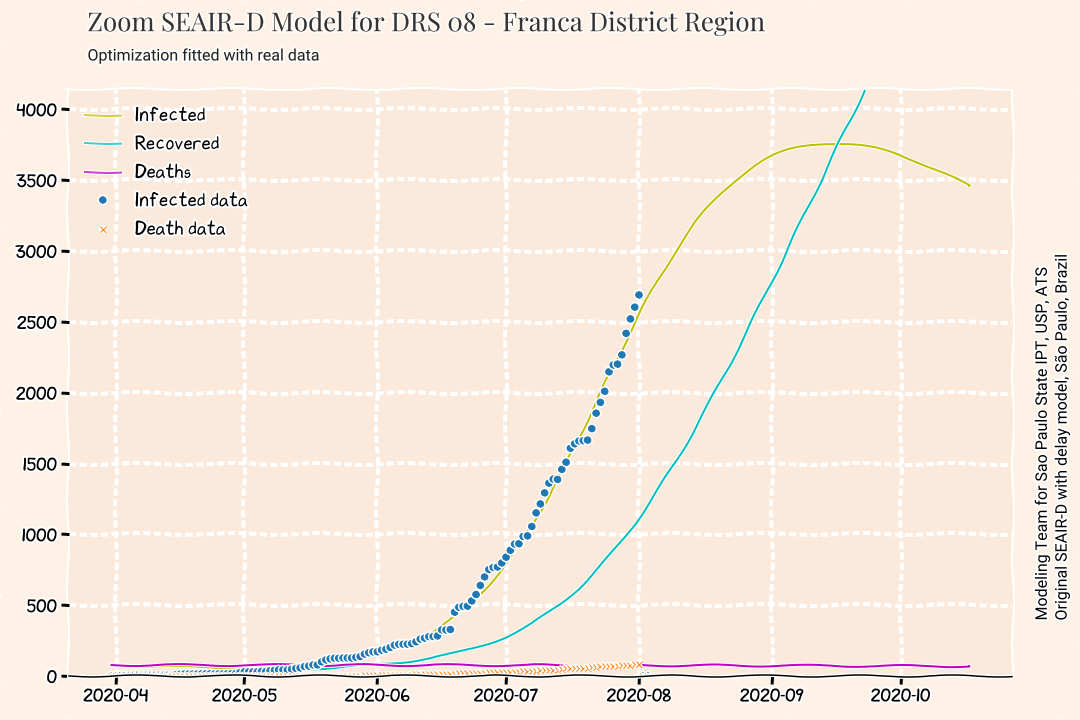 Zoom SEAIR-D Model for DRS 08 - Franca District Region
Optimization fitted with real data
4000
3500
3000
2500
2000
1500
1000
500
0
Infected
Recovered
Deaths
Infected data
Death data
2020-04
2020-05
2020-06
2020-07
2020-08
2020-09
2020-10
Modeling Team for Sao Paulo State IPT, USP, ATS
Original SEAIR-D with delay model, São Paulo, Brazil